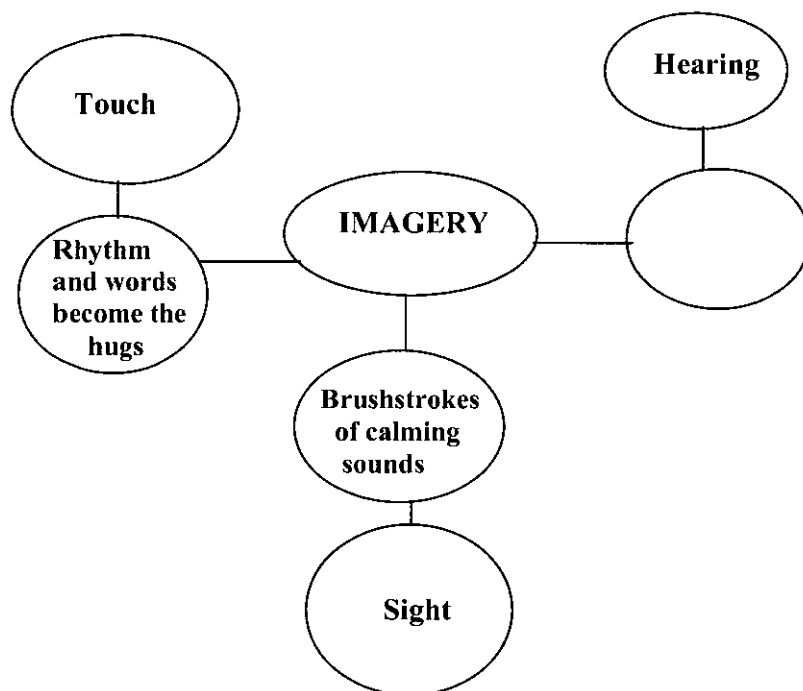 Hearing
Touch
IMAGERY
Rhythm
and words
become the
hugs
Brushstrokes
of calming
sounds
Sight